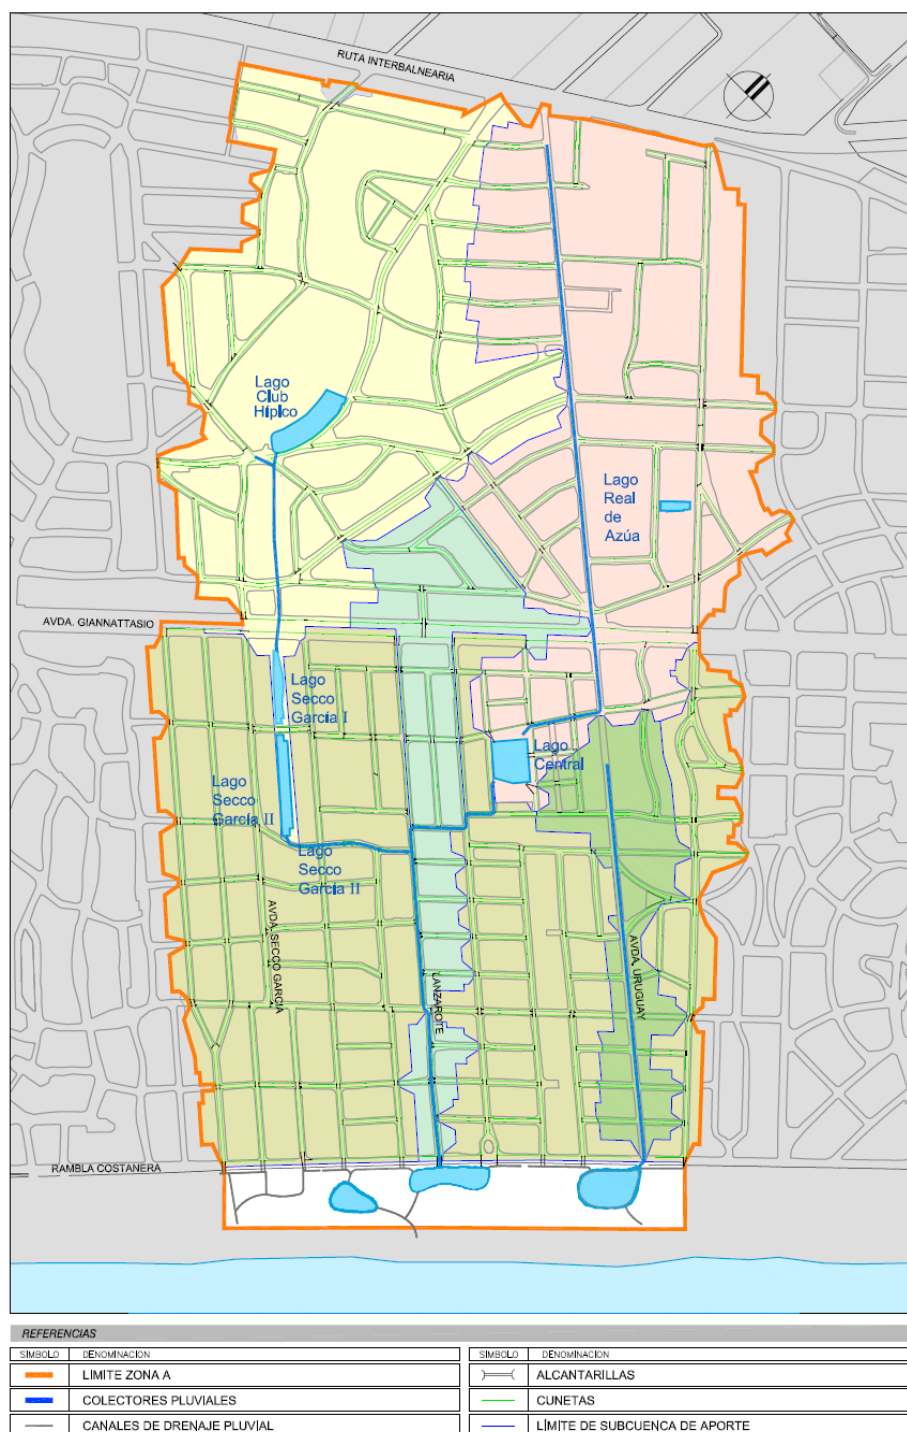 RUTA INTERBALNEARIA
Lago
Club
Hípico
Lago
Real
de
Azúa
AVDA. GIANNATTASIO
Lago
Secco
García I
Lago
Central
Lago
Secco
García II
Lago
Secco
García II
AVDA. SECCO GARCIA
LANZAROTE
AVDA. URUGUAY
RAMBLA COSTANERA
REFERENCIAS
SIMBOLO DENOMINACION
LIMITE ZONA A
COLECTORES PLUVIALES
CANALES DE DRENAJE PLUVIAL
SIMBOLO DENOMINACION
ALCANTARILLAS
CUNETAS
LÍMITE DE SUBCUENCA DE APORTE